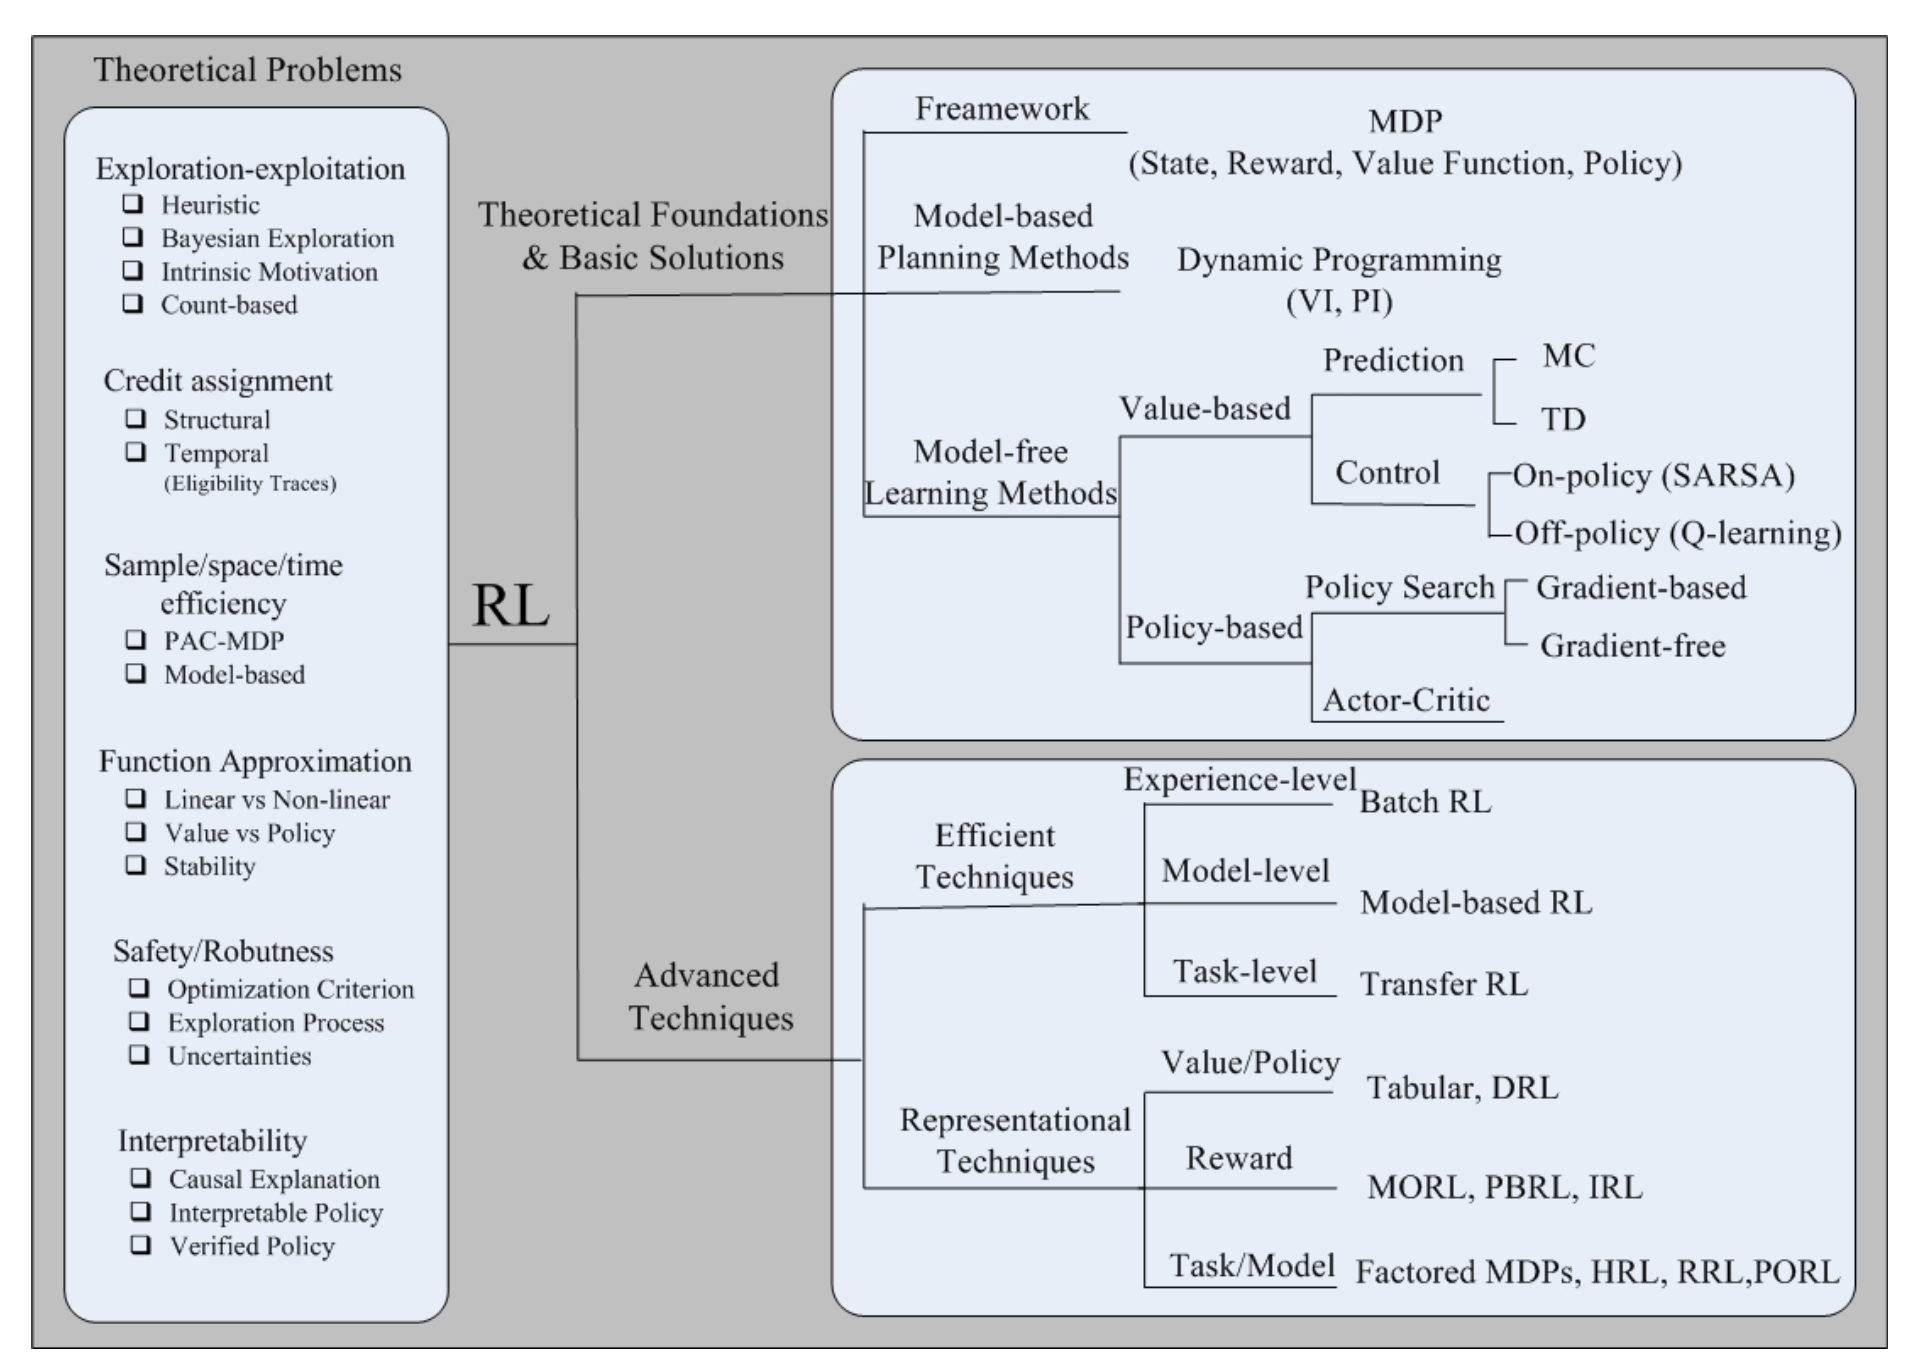 Theoretical Problems
Exploration-exploitation
Heuristic
Bayesian Exploration
Intrinsic Motivation
Count-based
Credit assignment
Structural
Temporal
(Eligibility Traces)
Sample/space/time
efficiency
PAC-MDP
Model-based
Function Approximation
Linear vs Non-linear
Value vs Policy
Stability
Safety/Robutness
Optimization Criterion
Exploration Process
Uncertainties
Interpretability
Causal Explanation
Interpretable Policy
Verified Policy
RL
Theoretical Foundations
& Basic Solutions
Freamework
MDP
(State, Reward, Value Function, Policy)
Model-based
Planning Methods
Dynamic Programming
(VI, PI)
Model-free
Learning Methods
Value-based
Prediction
MC
TD
Control
On-policy (SARSA)
Off-policy (Q-learning)
Policy-based
Policy Search
Gradient-based
Gradient-free
Actor-Critic
Advanced
Techniques
Efficient
Techniques
Experience-level
Batch RL
Model-level
Model-based RL
Task-level
Transfer RL
Representational
Techniques
Value/Policy
Tabular, DRL
Reward
MORL, PBRL, IRL
Task/Model
Factored MDPs, HRL, RRL,PORL